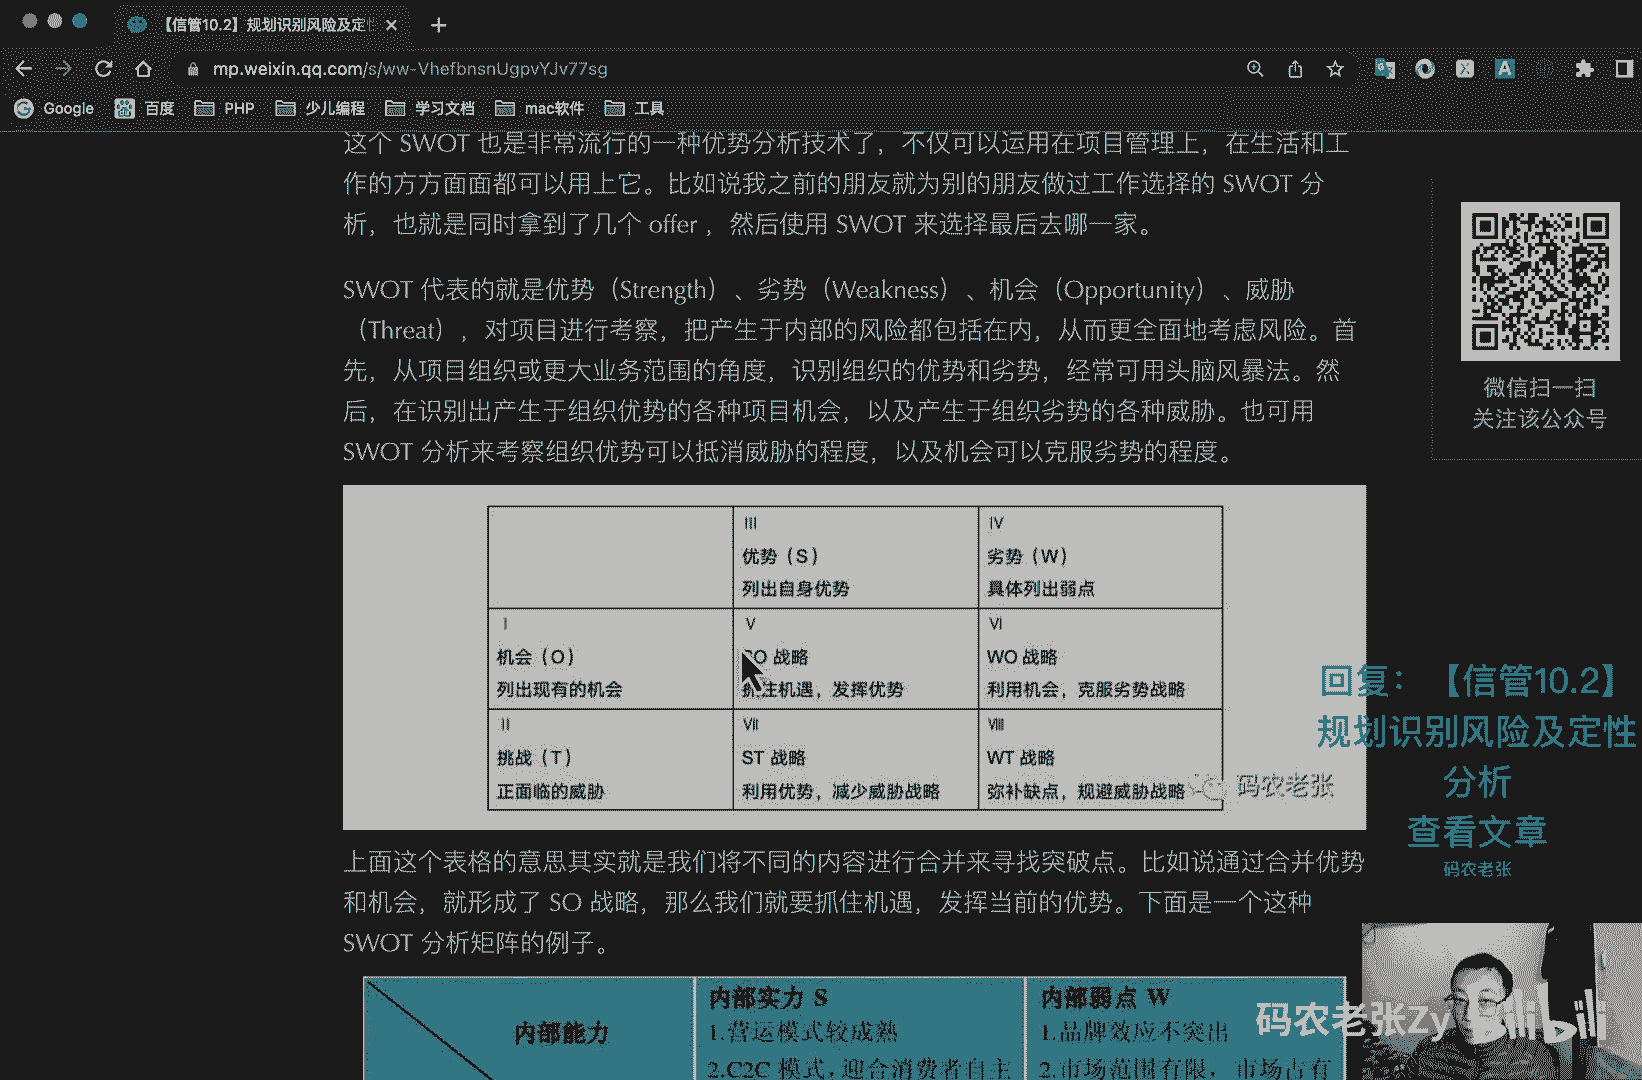 【信管10.2】规划识别风险及定性
mp.weixin.qq.com/s/ww-VhefbnsnUgpvYJv77sg
Google 百度 PHP 少儿编程 学习文档 mac软件 工具
这个 SWOT 也是非常流行的一种优势分析技术了，不仅可以运用在项目管理上，在生活和工
作的方方面面都可以用上它。比如说我之前的朋友就为别的朋友做过工作选择的 SWOT 分
析，也就是同时拿到了几个 offer ，然后使用 SWOT 来选择最后去哪一家。
SWOT 代表的就是优势（Strength）、劣势（Weakness）、机会（Opportunity）、威胁
（Threat），对项目进行考察，把产生于内部的风险都包括在内，从而更全面地考虑风险。首
先，从项目组织或更大业务范围的角度，识别组织的优势和劣势，经常可用头脑风暴法。然
后，在识别出产生于组织优势的各种项目机会，以及产生于组织劣势的各种威胁。也可用
SWOT 分析来考察组织优势可以抵消威胁的程度，以及机会可以克服劣势的程度。
III
优势（S）
列出自身优势
IV
劣势（W）
具体列出弱点
I
机会（O）
列出现有的机会
V
SO 战略
抓住机遇，发挥优势
VI
WO 战略
利用机会，克服劣势战略
II
挑战（T）
正面临的威胁
VII
ST 战略
利用优势，减少威胁战略
VIII
WT 战略
弥补缺点，规避威胁战略
码农老张
上面这个表格的意思其实就是我们将不同的内容进行合并来寻找突破点。比如说通过合并优势
和机会，就形成了 SO 战略，那么我们就要抓住机遇，发挥当前的优势。下面是一个这种
SWOT 分析矩阵的例子。
内部能力
内部实力 S
1.营运模式较成熟
2.C2C 模式，迎合消费者自主
内部弱点 W
1.品牌效应不突出
2.市场范围有限，市场占有
微信扫一扫
关注该公众号
回复：【信管10.2】
规划识别风险及定性
分析
查看文章
码农老张
码农老张Zy bilibili